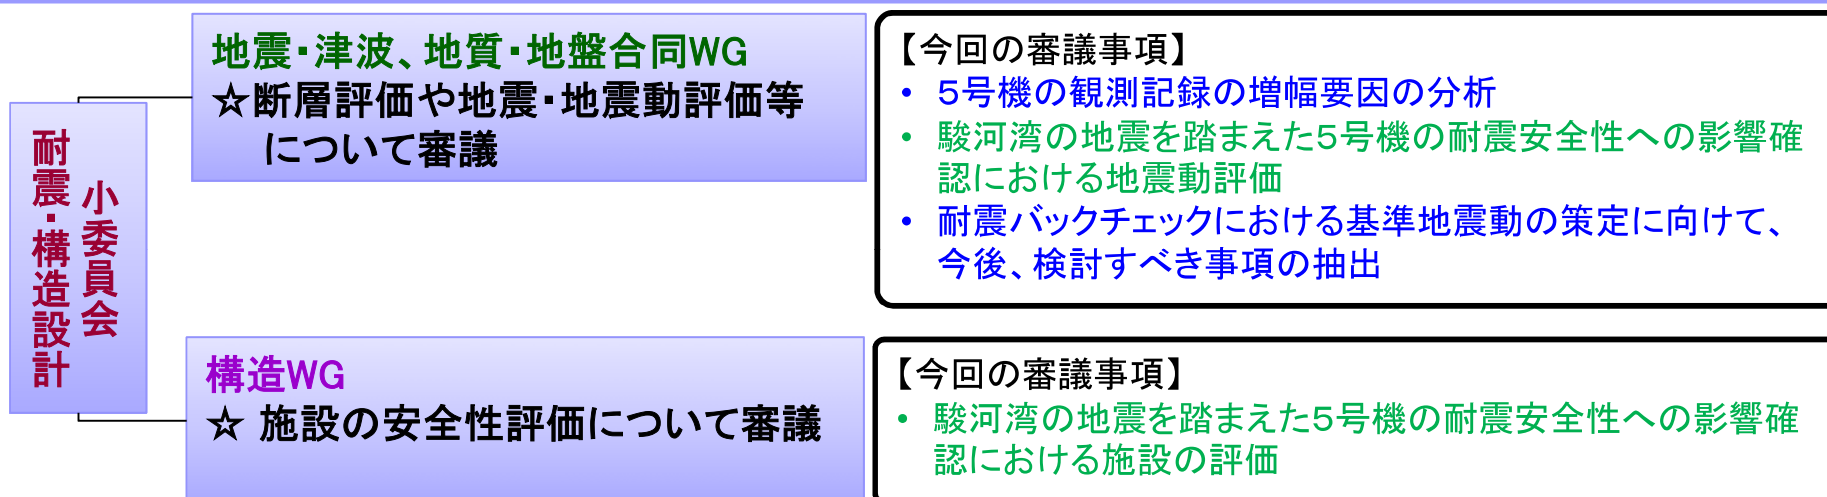 耐震・構造設計
小委員会
地震・津波、地質・地盤合同WG
☆断層評価や地震・地震動評価等
について審議
【今回の審議事項】
• 5号機の観測記録の増幅要因の分析
• 駿河湾の地震を踏まえた5号機の耐震安全性への影響確
認における地震動評価
• 耐震バックチェックにおける基準地震動の策定に向けて、
今後、検討すべき事項の抽出
構造WG
☆ 施設の安全性評価について審議
【今回の審議事項】
• 駿河湾の地震を踏まえた5号機の耐震安全性への影響確
認における施設の評価